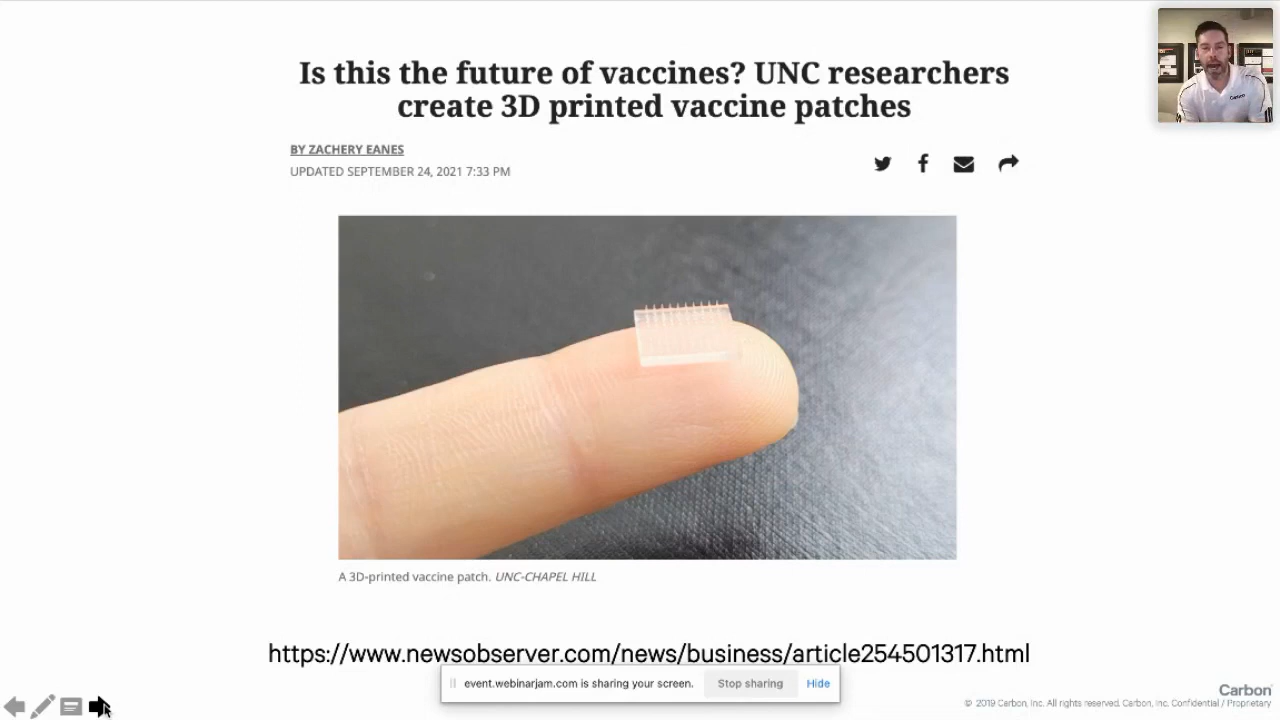 Is this the future of vaccines? UNC researchers
create 3D printed vaccine patches
BY ZACHERY EANES
UPDATED SEPTEMBER 24, 2021 7:33 PM
A 3D-printed vaccine patch. UNC-CHAPEL HILL
https://www.newsobserver.com/news/business/article254501317.html
event.webinarjam.com is sharing your screen. Stop sharing Hide
Carbon
© 2019 Carbon, Inc. All rights reserved. Carbon, Inc. Confidential / Proprietary